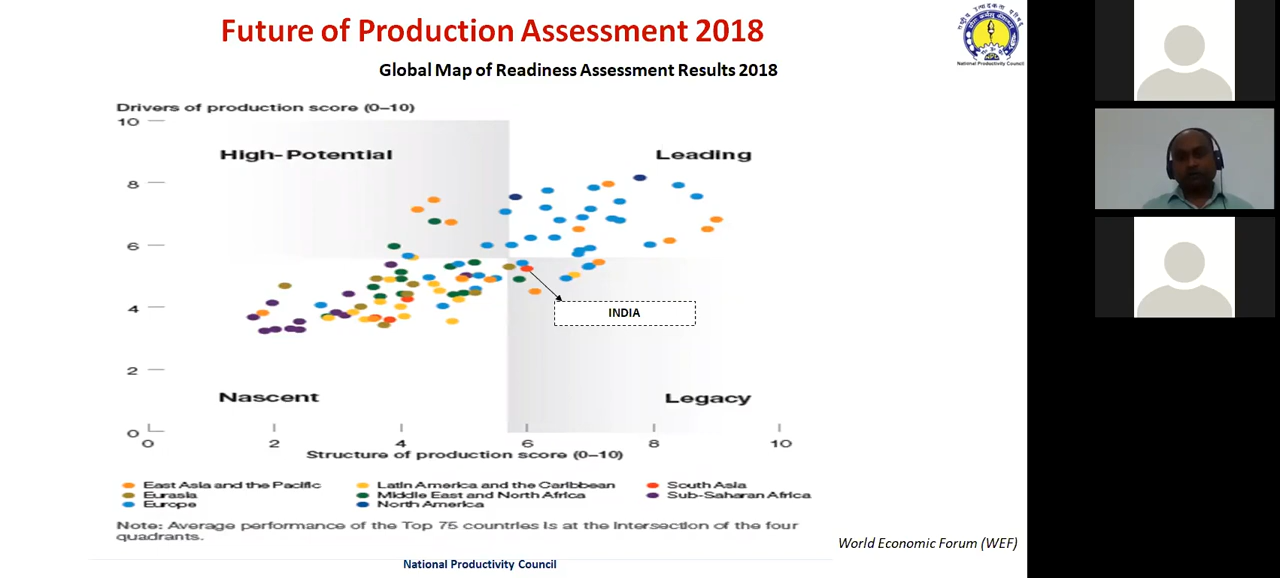 Future of Production Assessment 2018
Global Map of Readiness Assessment Results 2018
National Productivity Council
Drivers of production score (0–10)
10
8
6
4
2
0
High-Potential
Leading
INDIA
Nascent
Legacy
0 2 4 6 8 10
Structure of production score (0–10)
East Asia and the Pacific
Eurasia
Europe
Latin America and the Caribbean
Middle East and North Africa
North America
South Asia
Sub-Saharan Africa
Note: Average performance of the Top 75 countries is at the intersection of the four
quadrants.
World Economic Forum (WEF)
National Productivity Council